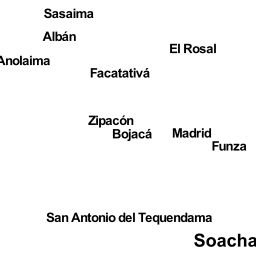 Sasaima
Albán
El Rosal
Anolaima
Facatativá
Zipacón
Bojacá
Madrid
Funza
San Antonio del Tequendama
Soacha